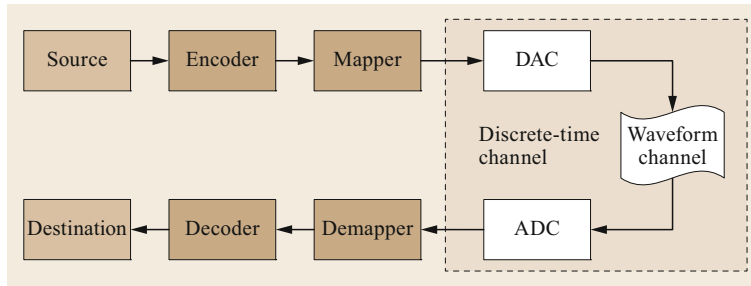 Source
Encoder
Mapper
DAC
Discrete-time
channel
Waveform
channel
Destination
Decoder
Demapper
ADC